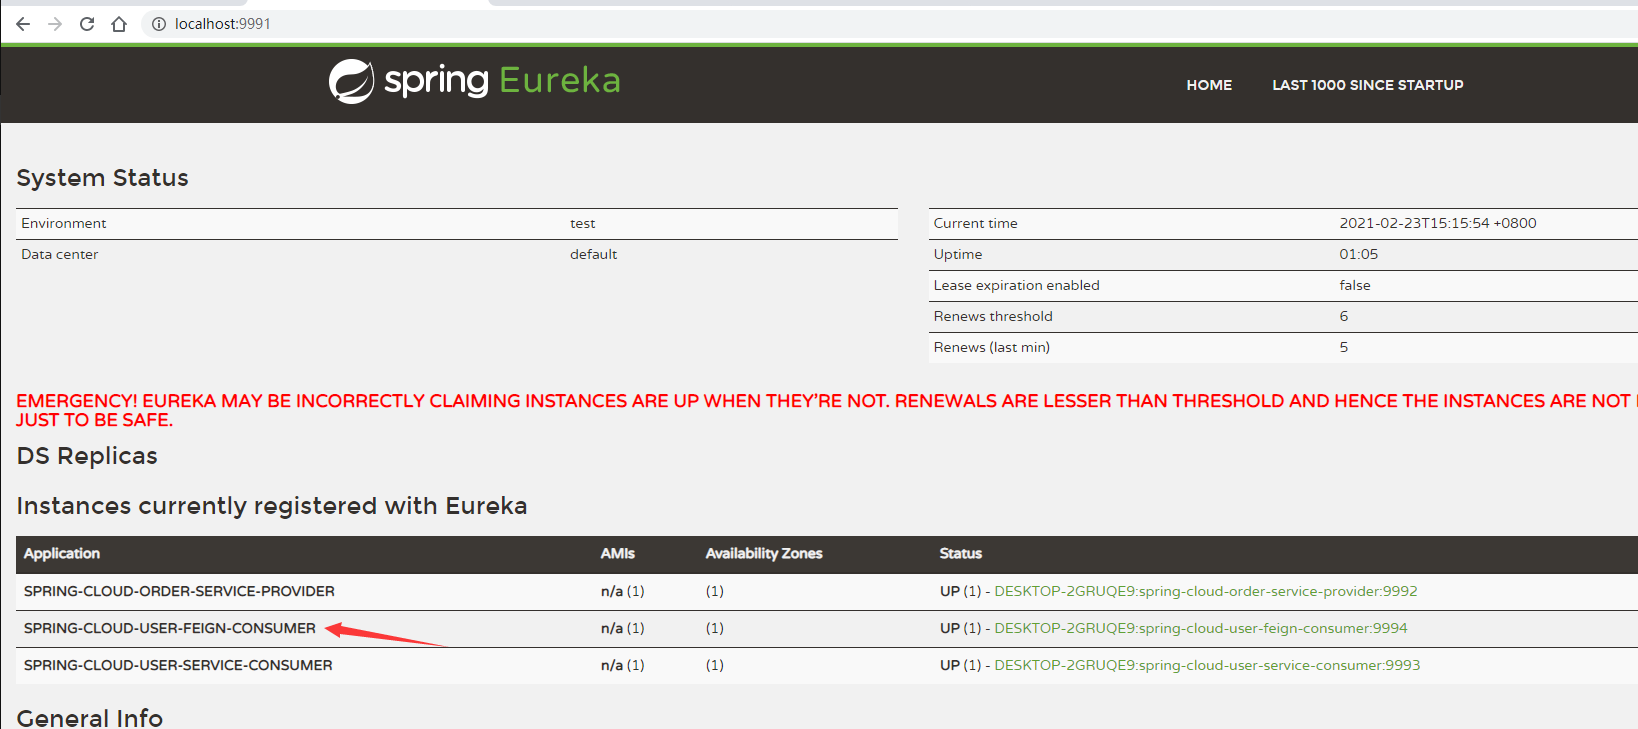 localhost:9991
spring Eureka
HOME LAST 1000 SINCE STARTUP
System Status
Environment test
Data center default
Current time 2021-02-23T15:15:54 +0800
Uptime 01:05
Lease expiration enabled false
Renews threshold 6
Renews (last min) 5
EMERGENCY! EUREKA MAY BE INCORRECTLY CLAIMING INSTANCES ARE UP WHEN THEY'RE NOT. RENEWALS ARE LESSER THAN THRESHOLD AND HENCE THE INSTANCES ARE NOT
JUST TO BE SAFE.
DS Replicas
Instances currently registered with Eureka
Application AMIs Availability Zones Status
SPRING-CLOUD-ORDER-SERVICE-PROVIDER n/a (1) (1) UP (1) - DESKTOP-2GRUQE9:spring-cloud-order-service-provider:9992
SPRING-CLOUD-USER-FEIGN-CONSUMER n/a (1) (1) UP (1) - DESKTOP-2GRUQE9:spring-cloud-user-feign-consumer:9994
SPRING-CLOUD-USER-SERVICE-CONSUMER n/a (1) (1) UP (1) - DESKTOP-2GRUQE9:spring-cloud-user-service-consumer:9993
General Info